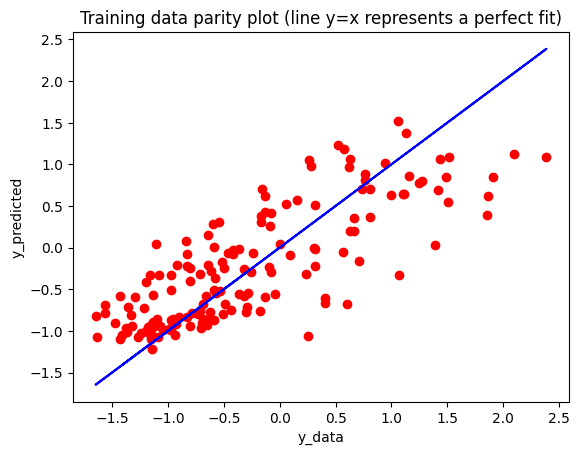 Training data parity plot (line y=x represents a perfect fit)
2.5
2.0
1.5
1.0
0.5
0.0
−0.5
−1.0
−1.5
y_predicted
−1.5 −1.0 −0.5 0.0 0.5 1.0 1.5 2.0 2.5
y_data